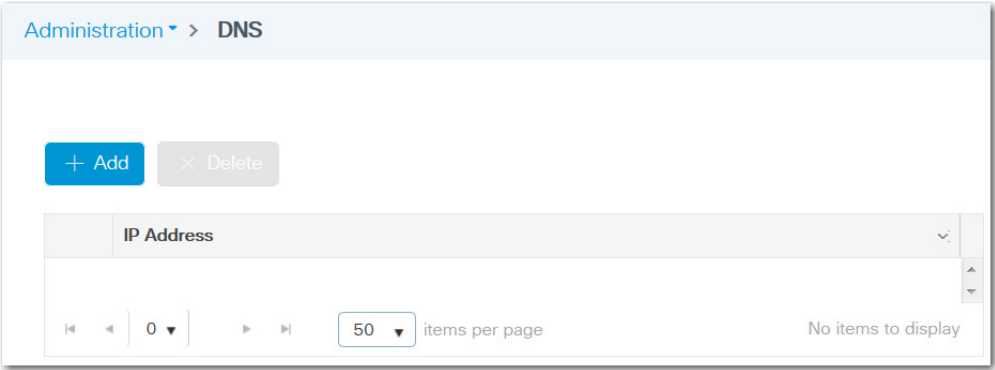 Administration > DNS
+ Add × Delete
IP Address
0 50 items per page No items to display